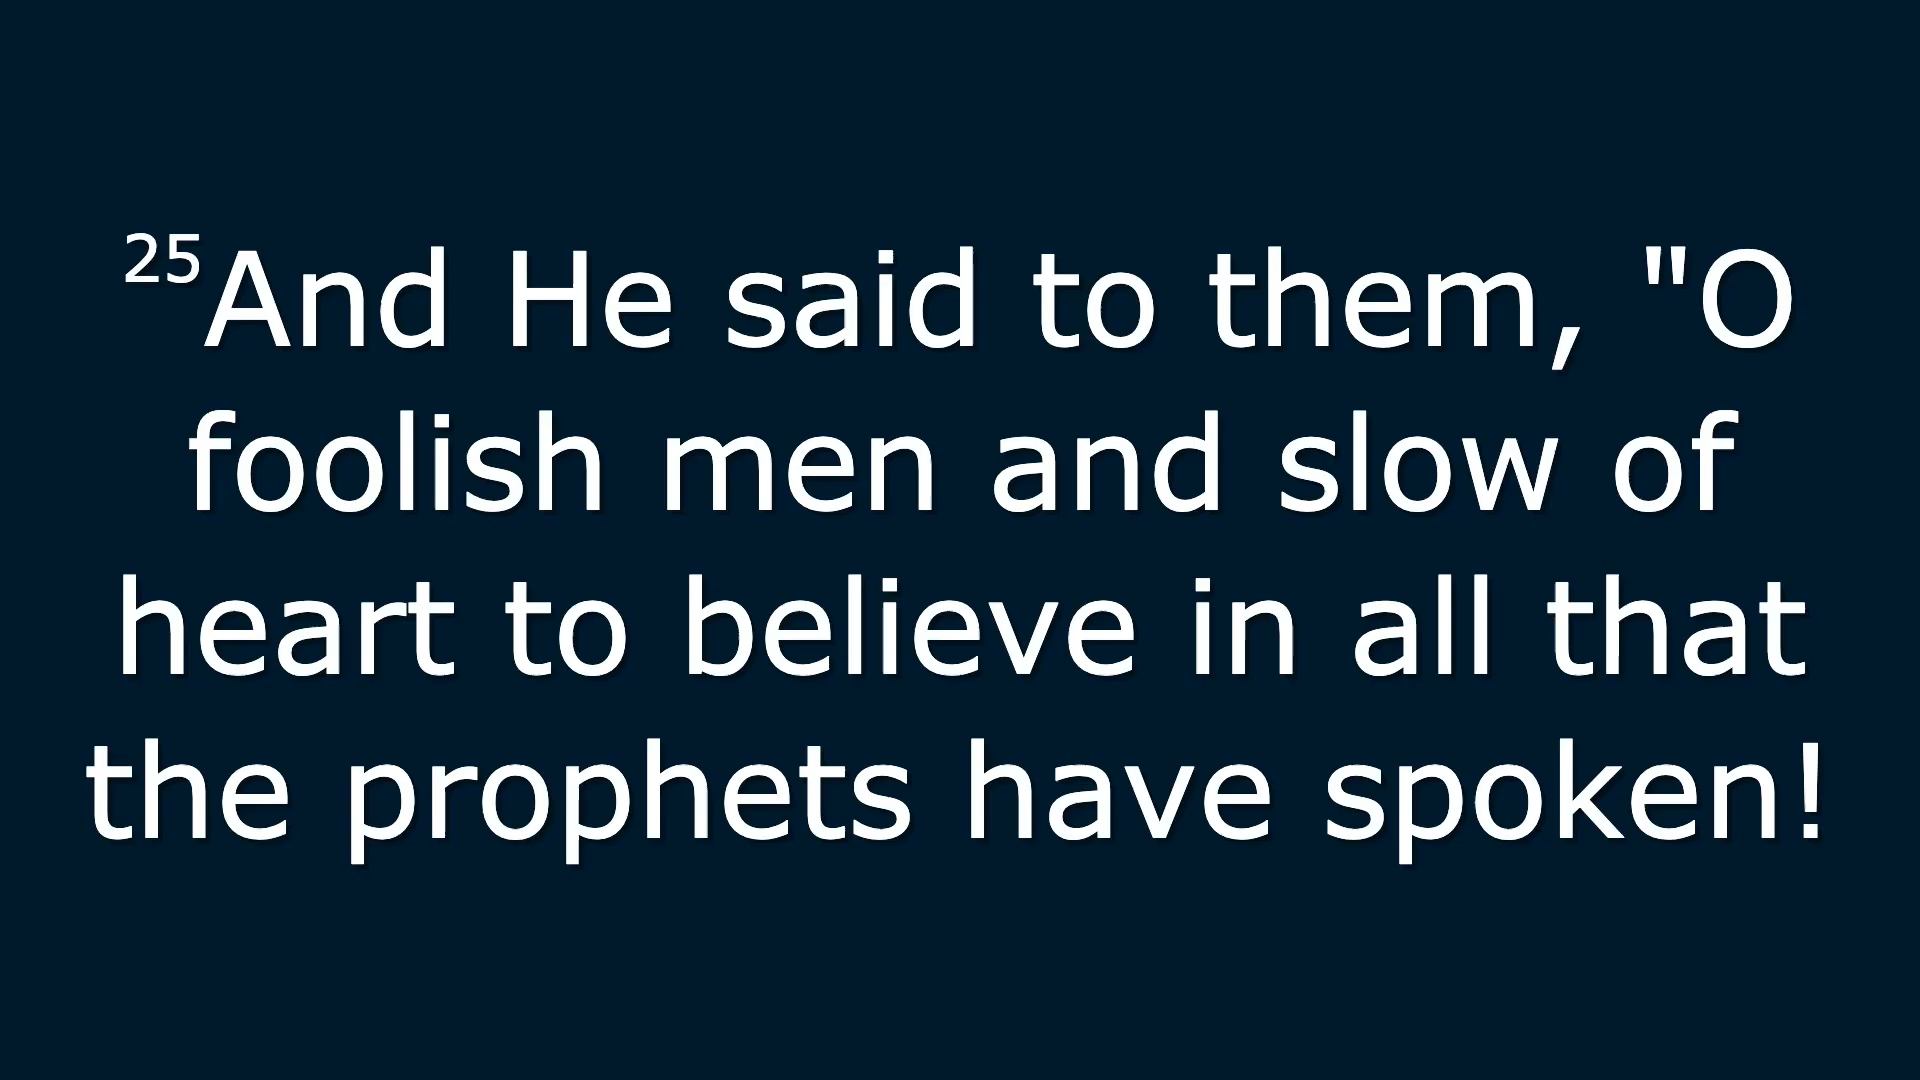 25And He said to them, "O
foolish men and slow of
heart to believe in all that
the prophets have spoken!